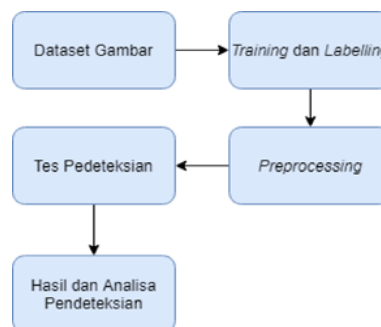 Dataset Gambar
Training dan Labelling
Preprocessing
Tes Pedeteksian
Hasil dan Analisa
Pendeteksian